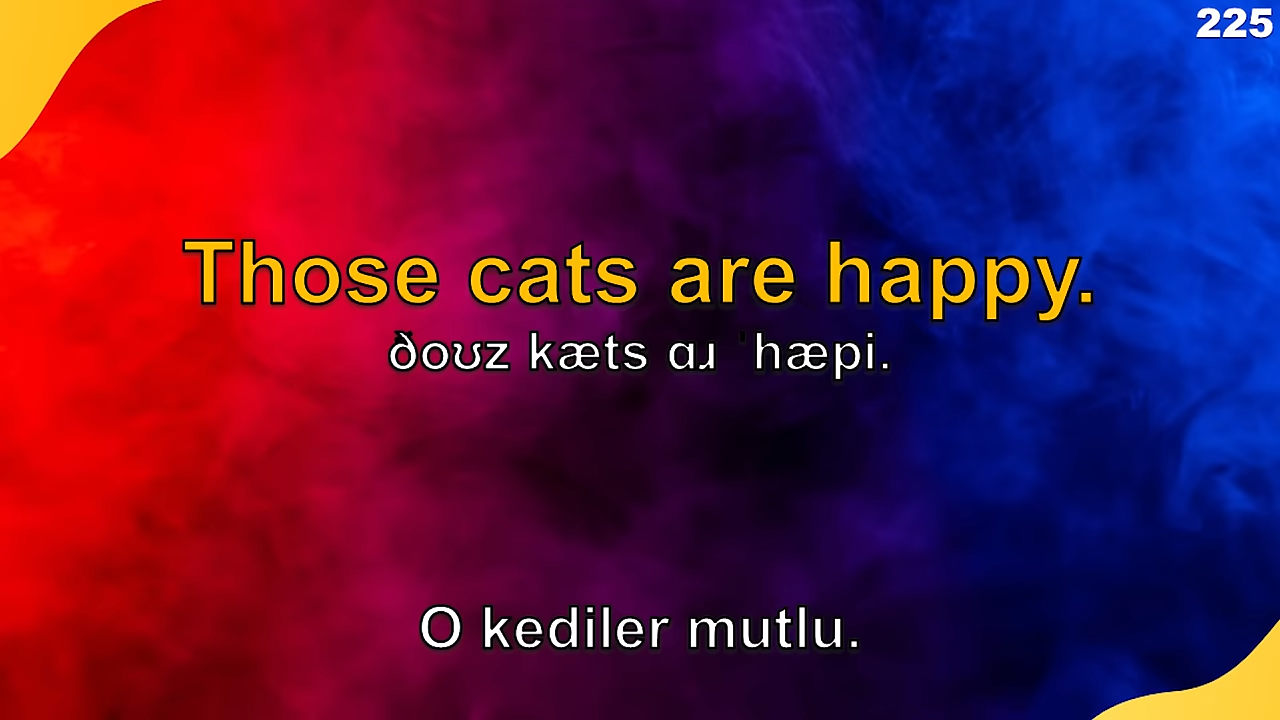 225
Those cats are happy.
ðoʊz kæts ɑɹ ˈhæpi.
O kediler mutlu.